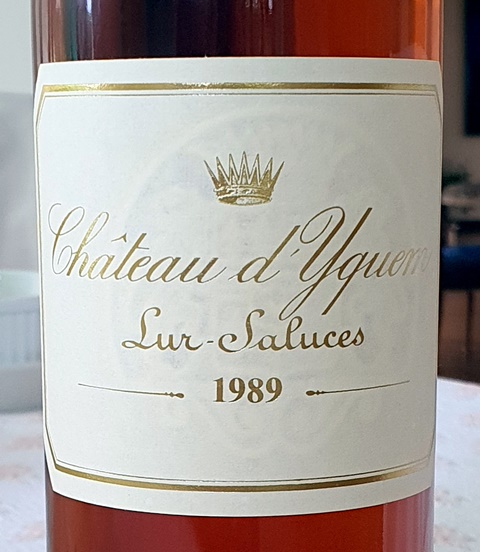 Château d'Yquem
Lur-Saluces
1989